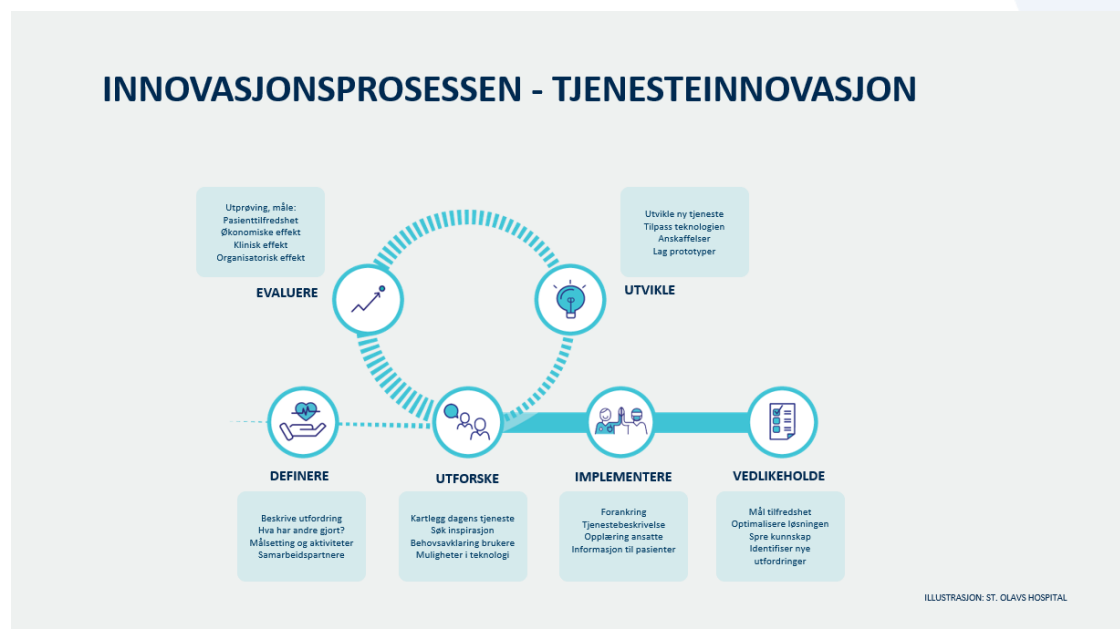 INNOVASJONSPROSESSEN - TJENESTEINNOVASJON
Utprøving, måle:
Pasienttilfredshet
Økonomiske effekt
Klinisk effekt
Organisatorisk effekt
EVALUERE
Utvikle ny tjeneste
Tilpass teknologien
Anskaffelser
Lag prototyper
UTVIKLE
DEFINERE
Beskrive utfordring
Hva har andre gjort?
Målsetting og aktiviteter
Samarbeidspartnere
UTFORSKE
Kartlegg dagens tjeneste
Søk inspirasjon
Behovsavklaring brukere
Muligheter i teknologi
IMPLEMENTERE
Forankring
Tjenestebeskrivelse
Opplæring ansatte
Informasjon til pasienter
VEDLIKEHOLDE
Mål tilfredshet
Optimalisere løsningen
Spre kunnskap
Identifiser nye
utfordringer
ILLUSTRASJON: ST. OLAVS HOSPITAL